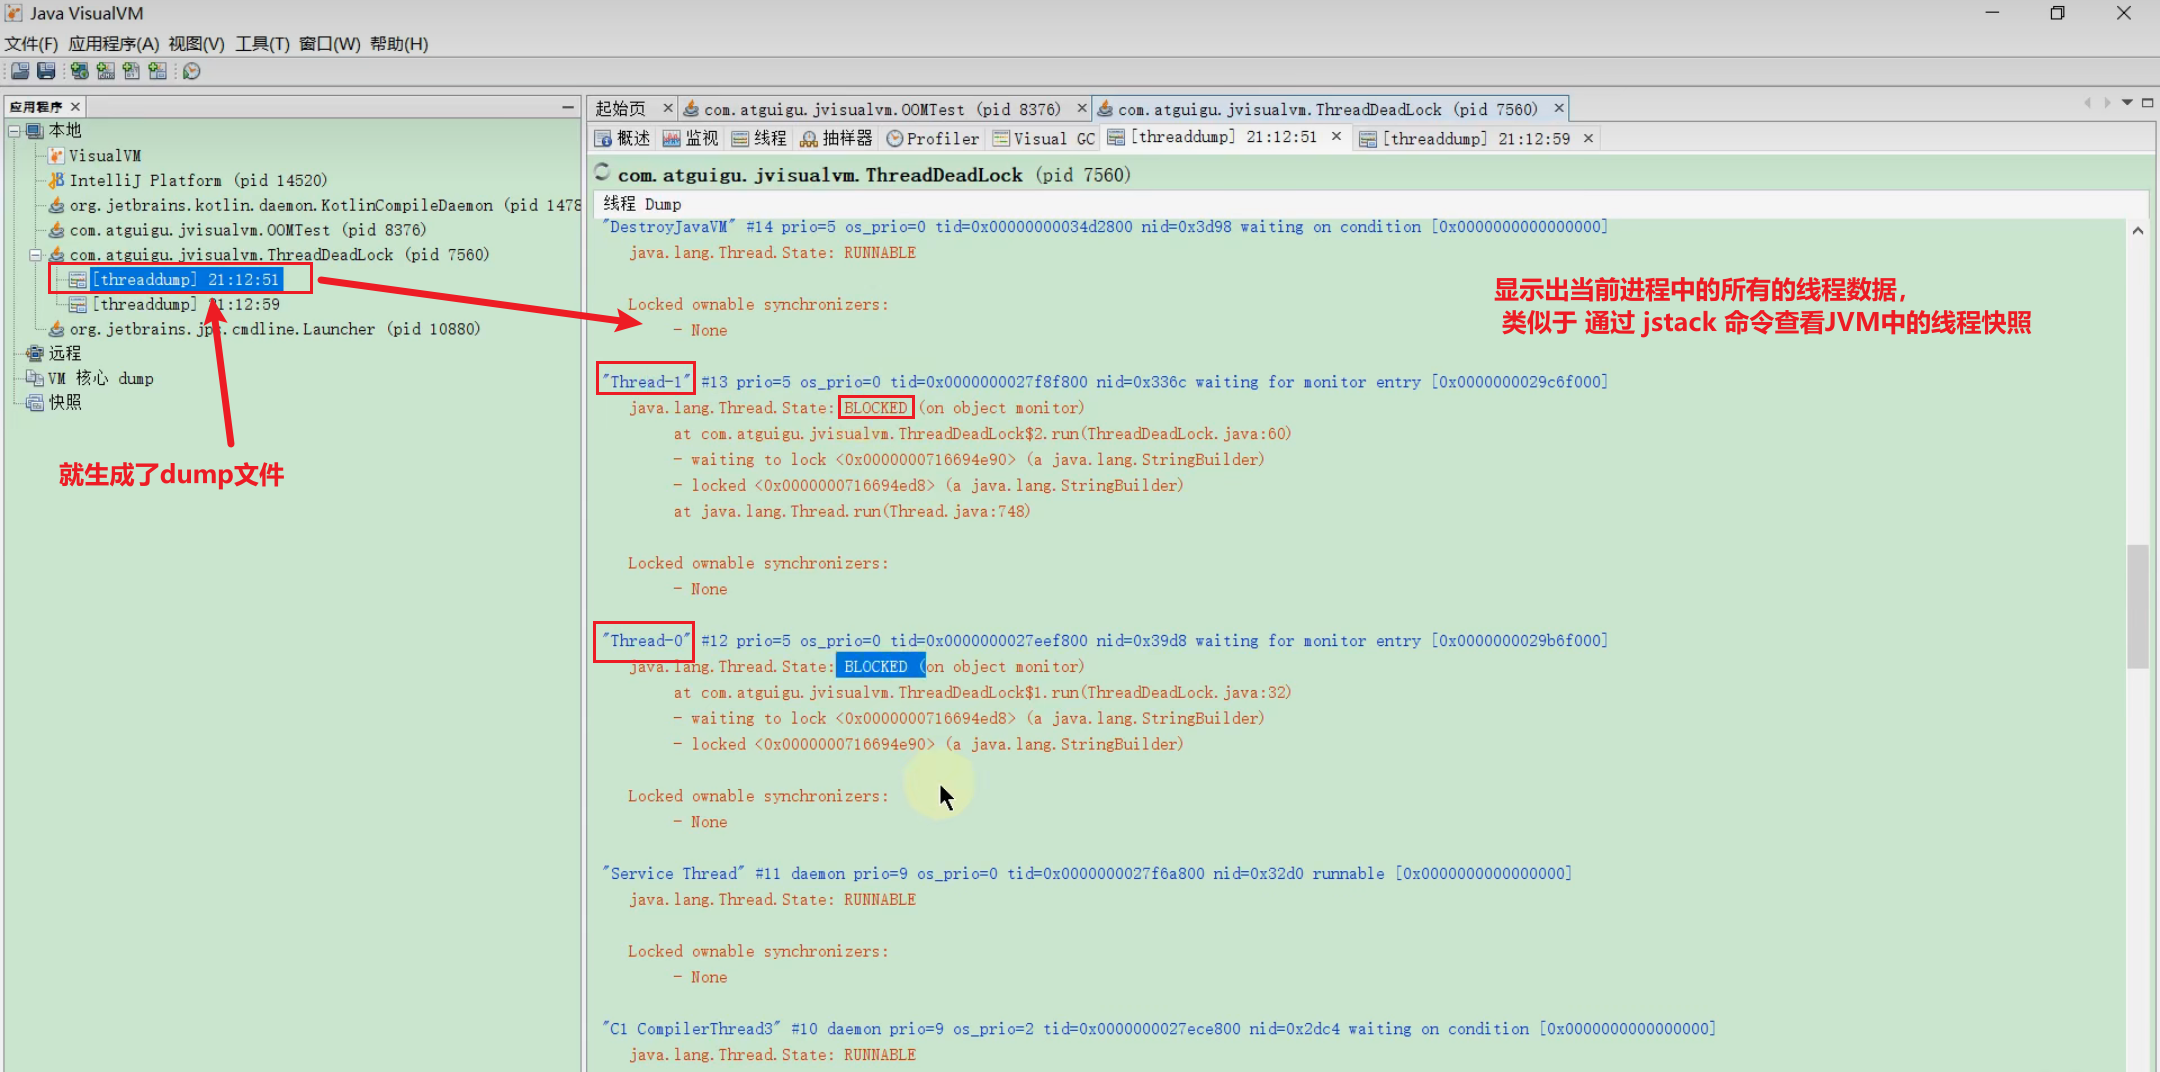 Java VisualVM
文件(F) 应用程序(A) 视图(V) 工具(T) 窗口(W) 帮助(H)
应用程序
本地
VisualVM
IntelliJ Platform (pid 14520)
org.jetbrains.kotlin.daemon.KotlinCompileDaemon (pid 1478
com.atguigu.jvisualvm.OOMTest (pid 8376)
com.atguigu.jvisualvm.ThreadDeadLock (pid 7560)
[threaddump] 21:12:51
[threaddump] 21:12:59
org.jetbrains.jps.cmdline.Launcher (pid 10880)
远程
VM 核心 dump
快照
就生成了dump文件
起始页 com.atguigu.jvisualvm.OOMTest (pid 8376) com.atguigu.jvisualvm.ThreadDeadLock (pid 7560)
概述 监视 线程 抽样器 Profiler Visual GC [threaddump] 21:12:51 [threaddump] 21:12:59
com.atguigu.jvisualvm.ThreadDeadLock (pid 7560)
线程 Dump
"DestroyJavaVM" #14 prio=5 os_prio=0 tid=0x00000000034d2800 nid=0x3d98 waiting on condition [0x0000000000000000]
java.lang.Thread.State: RUNNABLE
Locked ownable synchronizers:
- None
显示出当前进程中的所有的线程数据，
类似于 通过 jstack 命令查看JVM中的线程快照
"Thread-1" #13 prio=5 os_prio=0 tid=0x0000000027f8f800 nid=0x336c waiting for monitor entry [0x0000000029c6f000]
java.lang.Thread.State: BLOCKED (on object monitor)
at com.atguigu.jvisualvm.ThreadDeadLock$2.run(ThreadDeadLock.java:60)
- waiting to lock <0x0000000716694e90> (a java.lang.StringBuilder)
- locked <0x0000000716694ed8> (a java.lang.StringBuilder)
at java.lang.Thread.run(Thread.java:748)
Locked ownable synchronizers:
- None
"Thread-0" #12 prio=5 os_prio=0 tid=0x0000000027eef800 nid=0x39d8 waiting for monitor entry [0x0000000029b6f000]
java.lang.Thread.State: BLOCKED (on object monitor)
at com.atguigu.jvisualvm.ThreadDeadLock$1.run(ThreadDeadLock.java:32)
- waiting to lock <0x0000000716694ed8> (a java.lang.StringBuilder)
- locked <0x0000000716694e90> (a java.lang.StringBuilder)
Locked ownable synchronizers:
- None
"Service Thread" #11 daemon prio=9 os_prio=0 tid=0x0000000027f6a800 nid=0x32d0 runnable [0x0000000000000000]
java.lang.Thread.State: RUNNABLE
Locked ownable synchronizers:
- None
"C1 CompilerThread3" #10 daemon prio=9 os_prio=2 tid=0x0000000027ece800 nid=0x2dc4 waiting on condition [0x0000000000000000]
java.lang.Thread.State: RUNNABLE